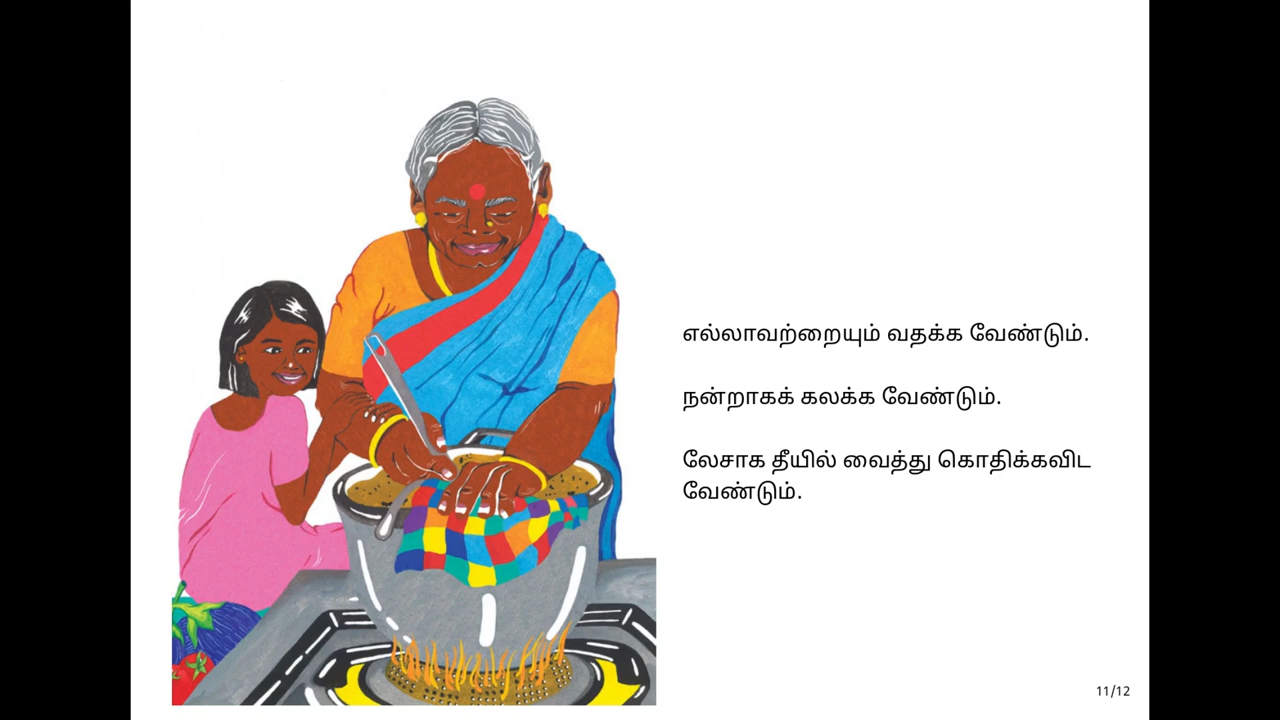 எல்லாவற்றையும் வதக்க வேண்டும்.
நன்றாகக் கலக்க வேண்டும்.
லேசாக தீயில் வைத்து கொதிக்கவிட
வேண்டும்.
11/12